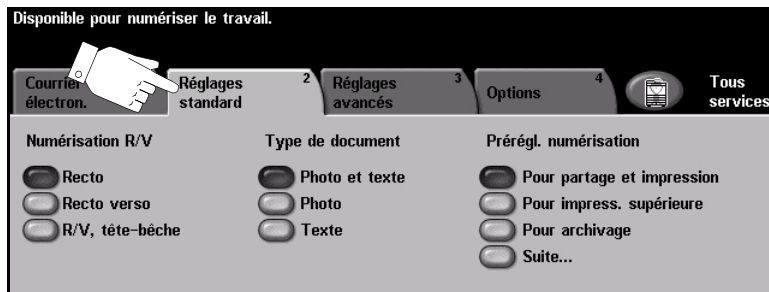 Disponible pour numériser le travail.
Courrier électron.
Réglages standard 2
Réglages avancés 3
Options 4
Tous services
Numérisation R/V
Recto
Recto verso
R/V, tête-bêche
Type de document
Photo et texte
Photo
Texte
Prérégl. numérisation
Pour partage et impression
Pour impress. supérieure
Pour archivage
Suite...